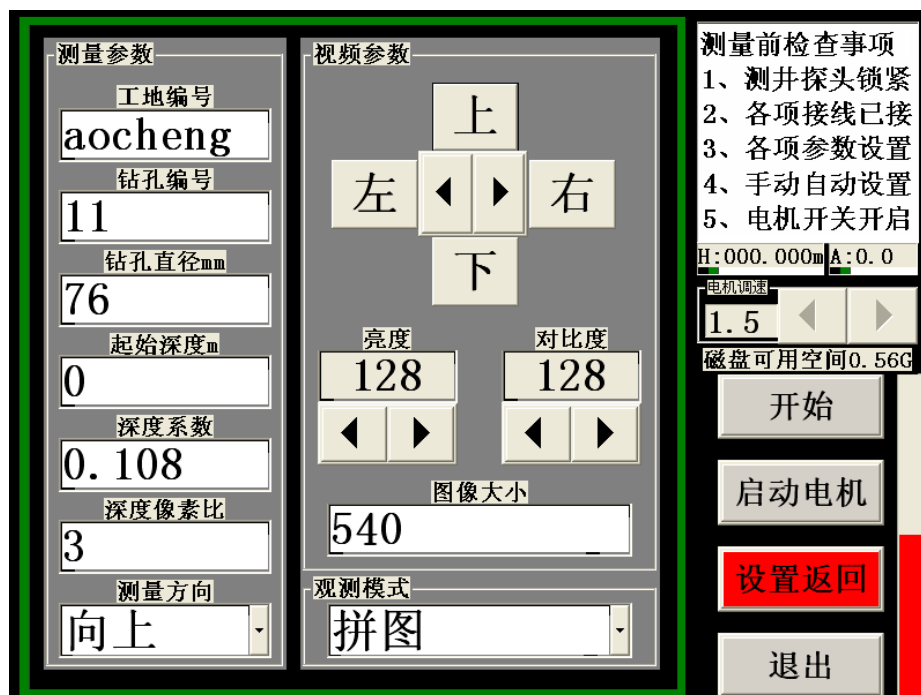 测量参数
工地编号
aocheng
钻孔编号
11
钻孔直径mm
76
起始深度m
0
深度系数
0.108
深度像素比
3
测量方向
向上
视频参数
上
左
右
下
亮度
128
对比度
128
图像大小
540
观测模式
拼图
测量前检查事项
1、测井探头锁紧
2、各项接线已接
3、各项参数设置
4、手动自动设置
5、电机开关开启
H:000.000m A:0.0
电机调速
1.5
磁盘可用空间0.56G
开始
启动电机
设置返回
退出